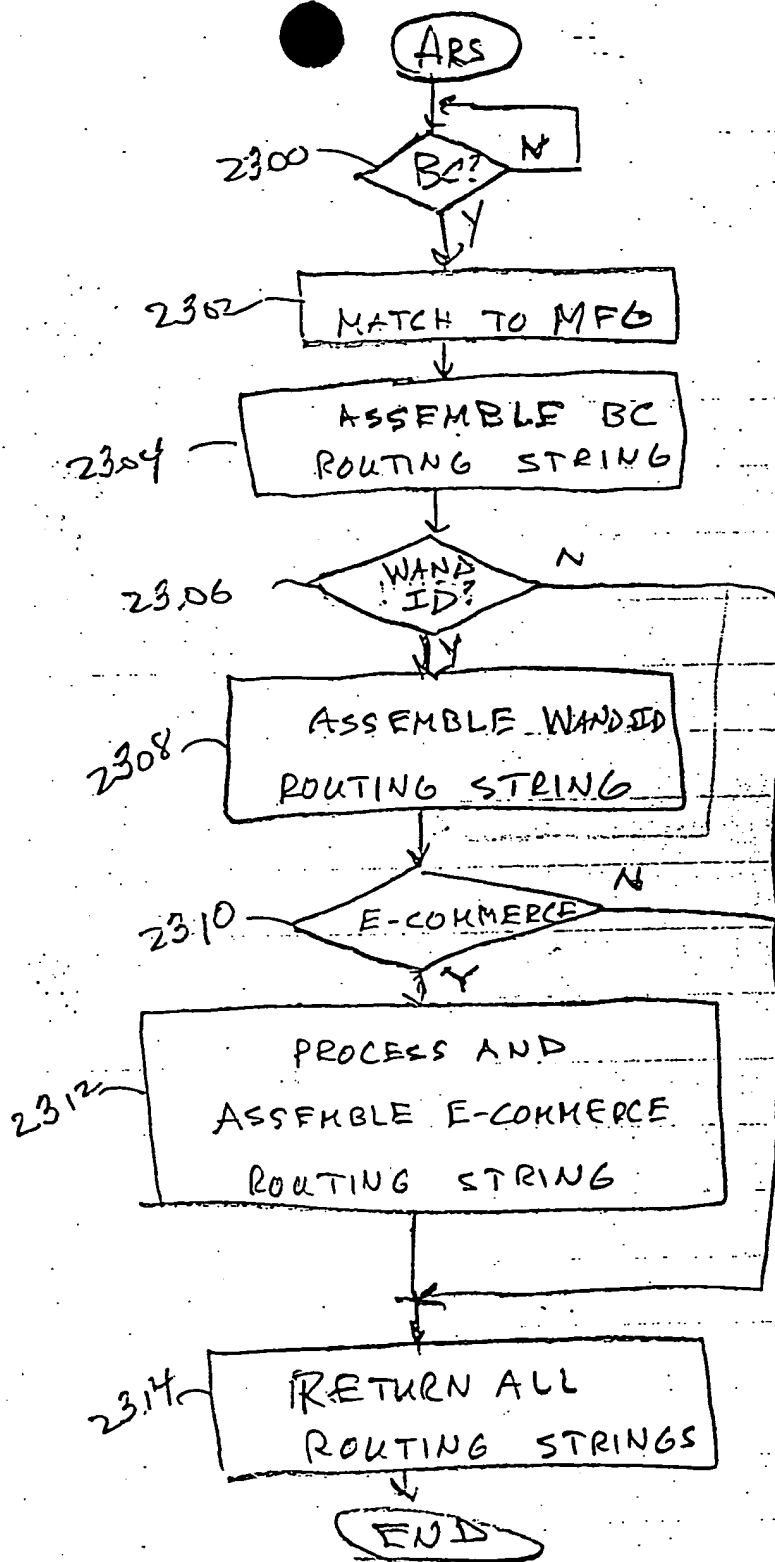 ARS
2300
BC?
N
Y
2302
MATCH TO MFG
2304
ASSEMBLE BC
ROUTING STRING
2306
WAND
ID?
N
Y
2308
ASSEMBLE WAND ID
ROUTING STRING
2310
E-COMMERCE
N
Y
2312
PROCESS AND
ASSEMBLE E-COMMERCE
ROUTING STRING
2314
RETURN ALL
ROUTING STRINGS
END